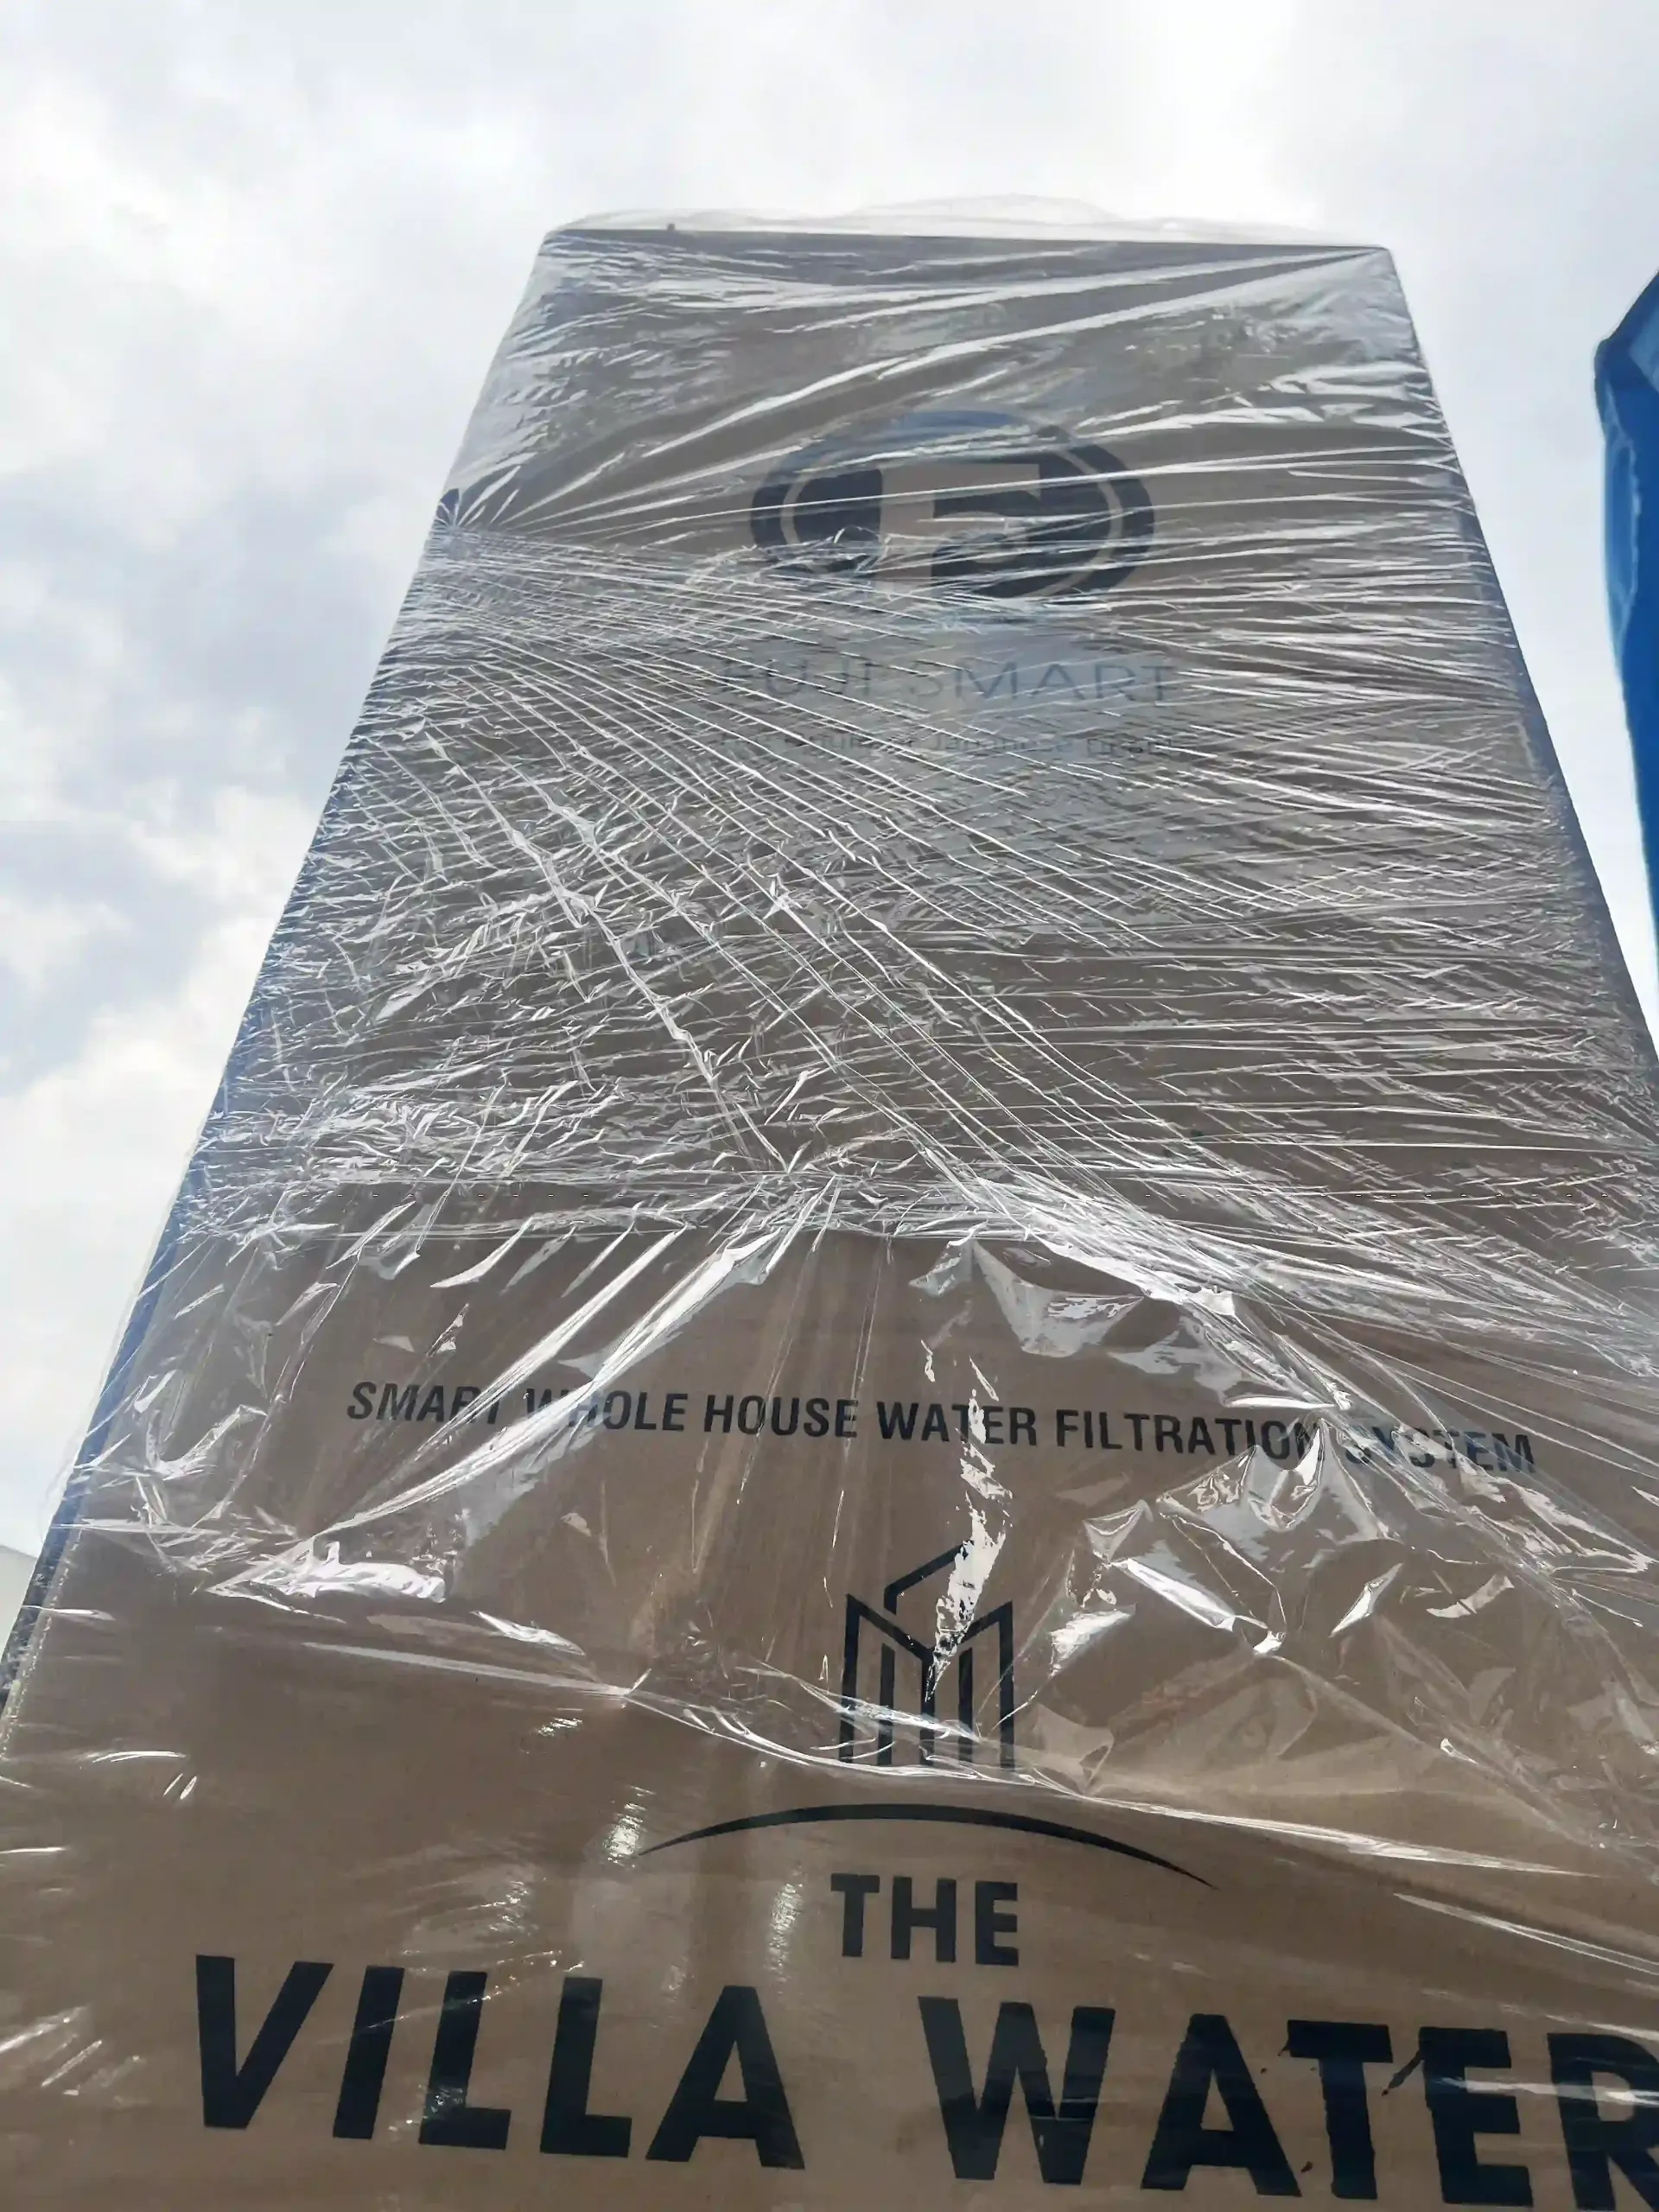 FUJI SMART
SMART WHOLE HOUSE WATER FILTRATION SYSTEM
THE
VILLA WATER